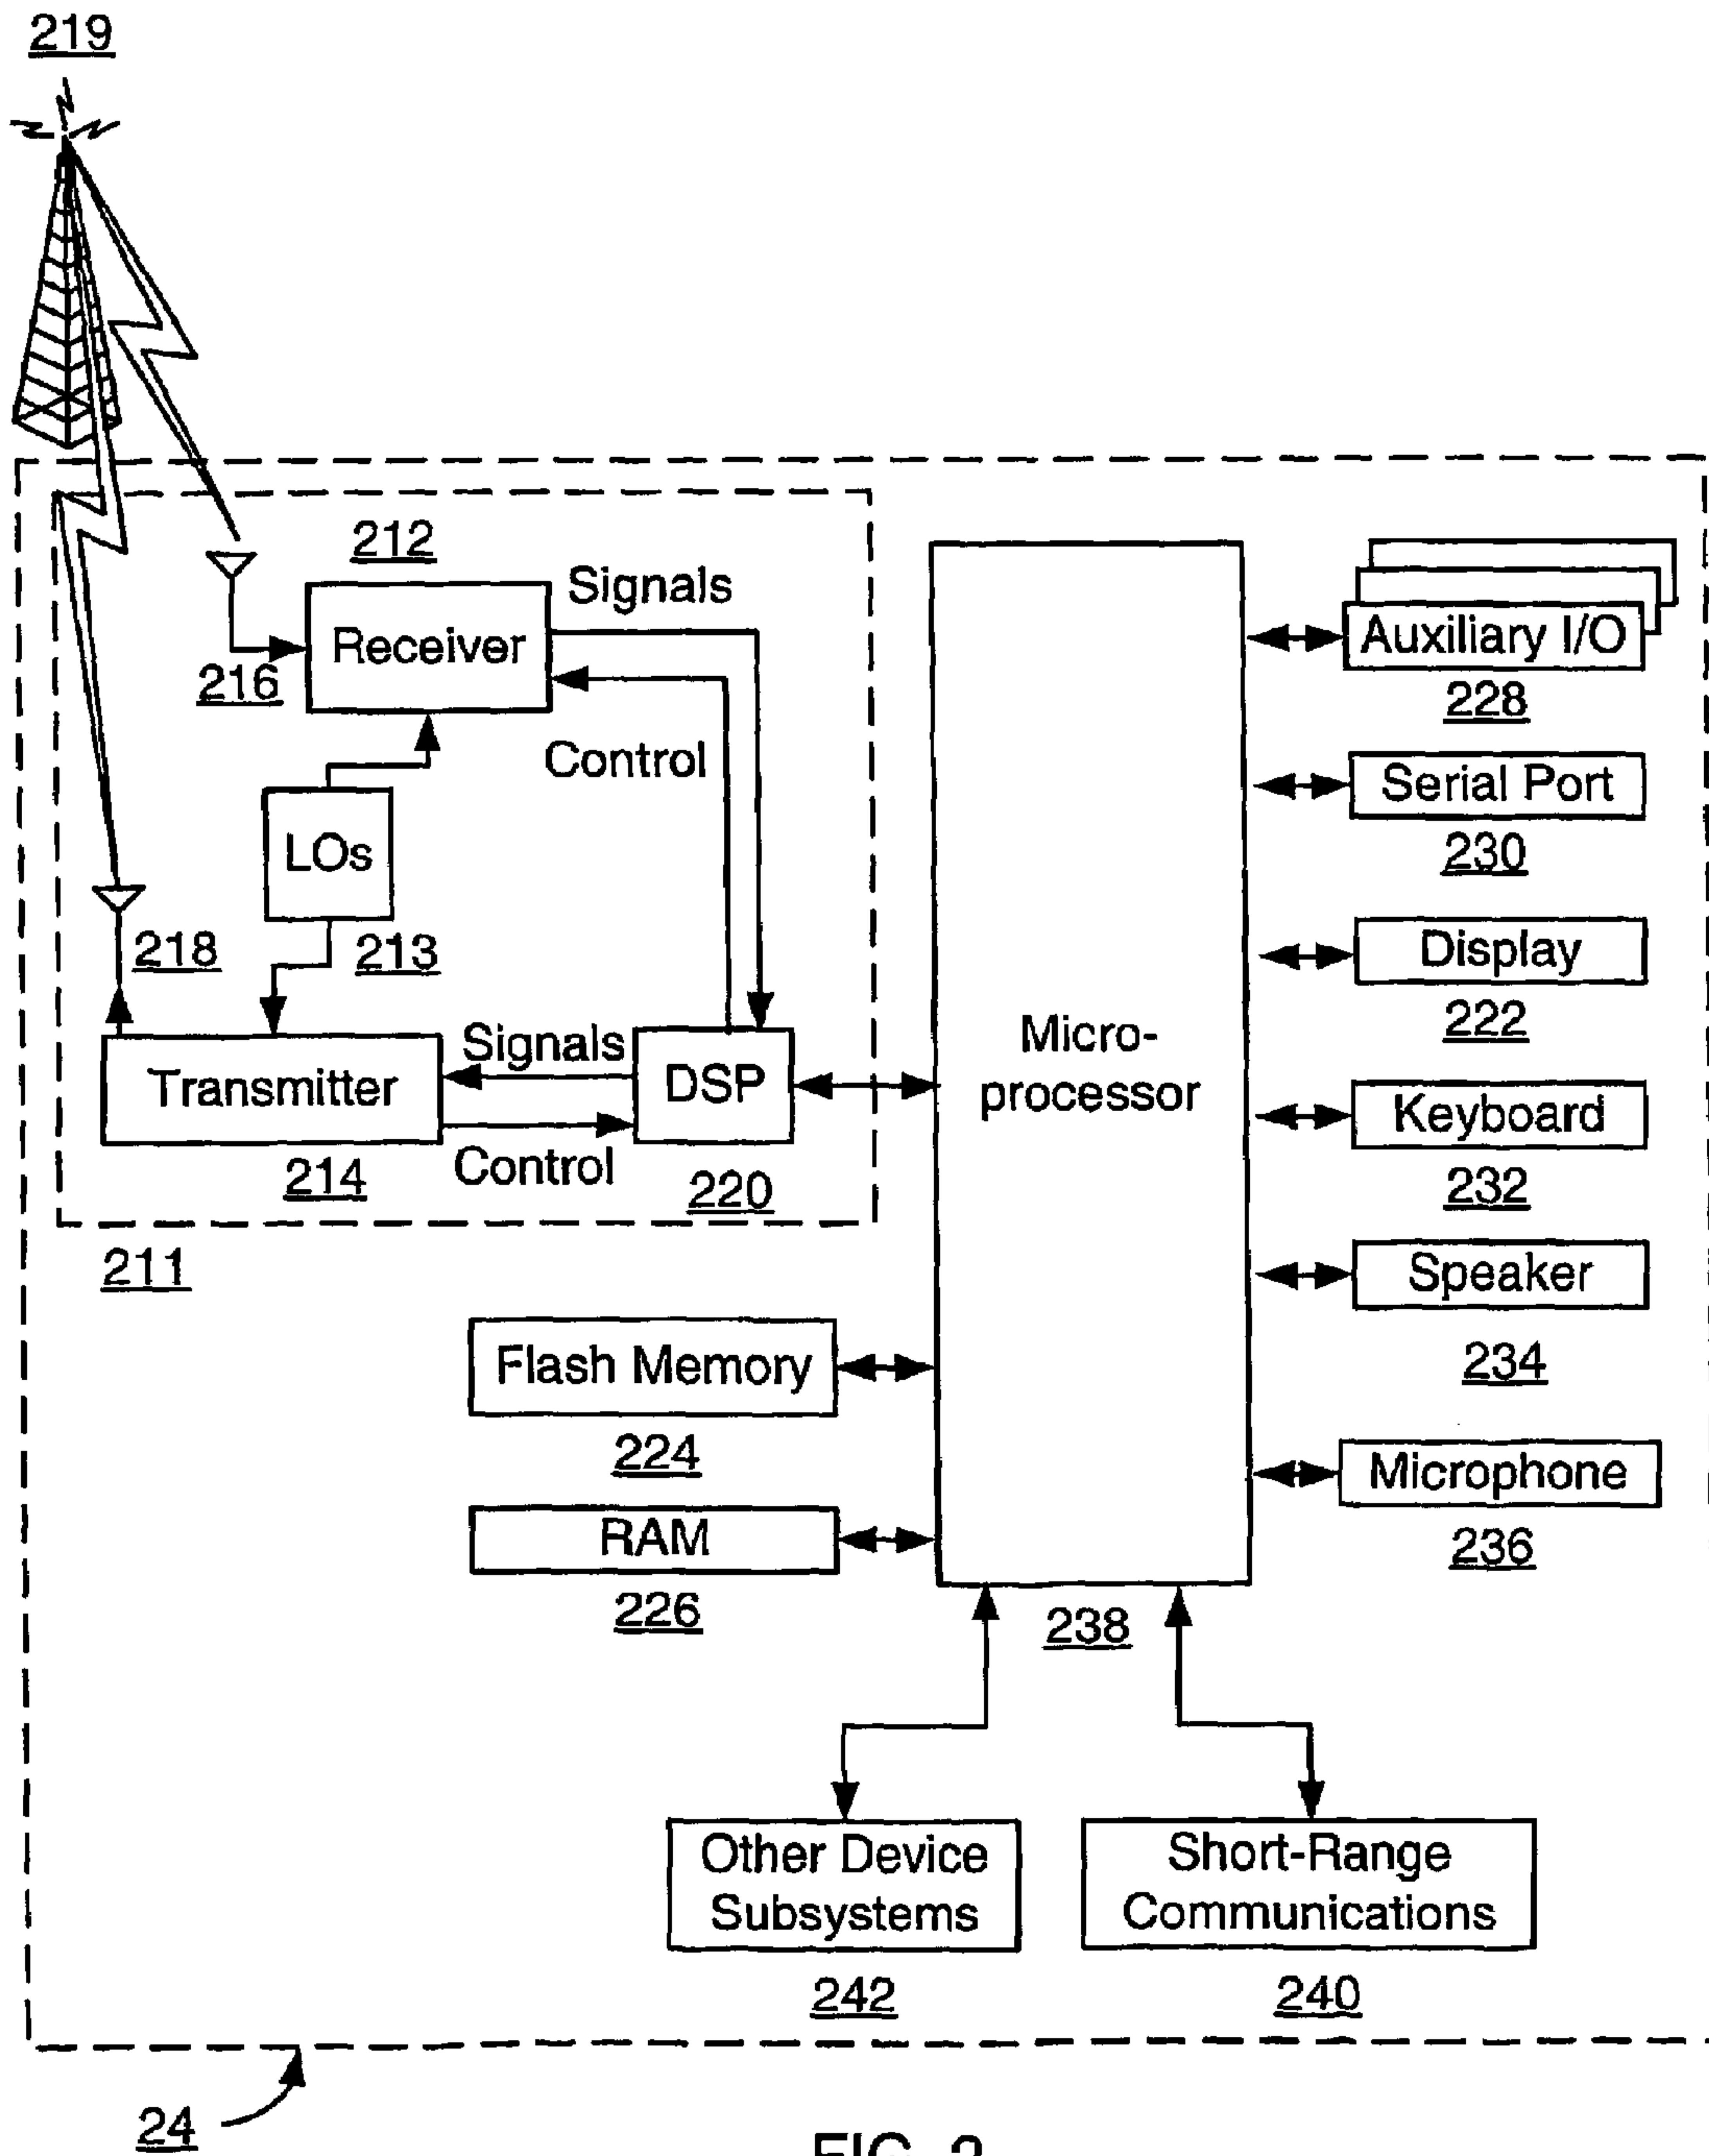 219
212
Signals
Receiver
216
Control
LOs
218
213
Signals
Transmitter
DSP
214
Control
220
211
Micro-
processor
238
Auxiliary I/O
228
Serial Port
230
Display
222
Keyboard
232
Speaker
234
Microphone
236
Flash Memory
224
RAM
226
Other Device
Subsystems
242
Short-Range
Communications
240
24
FIG. 2